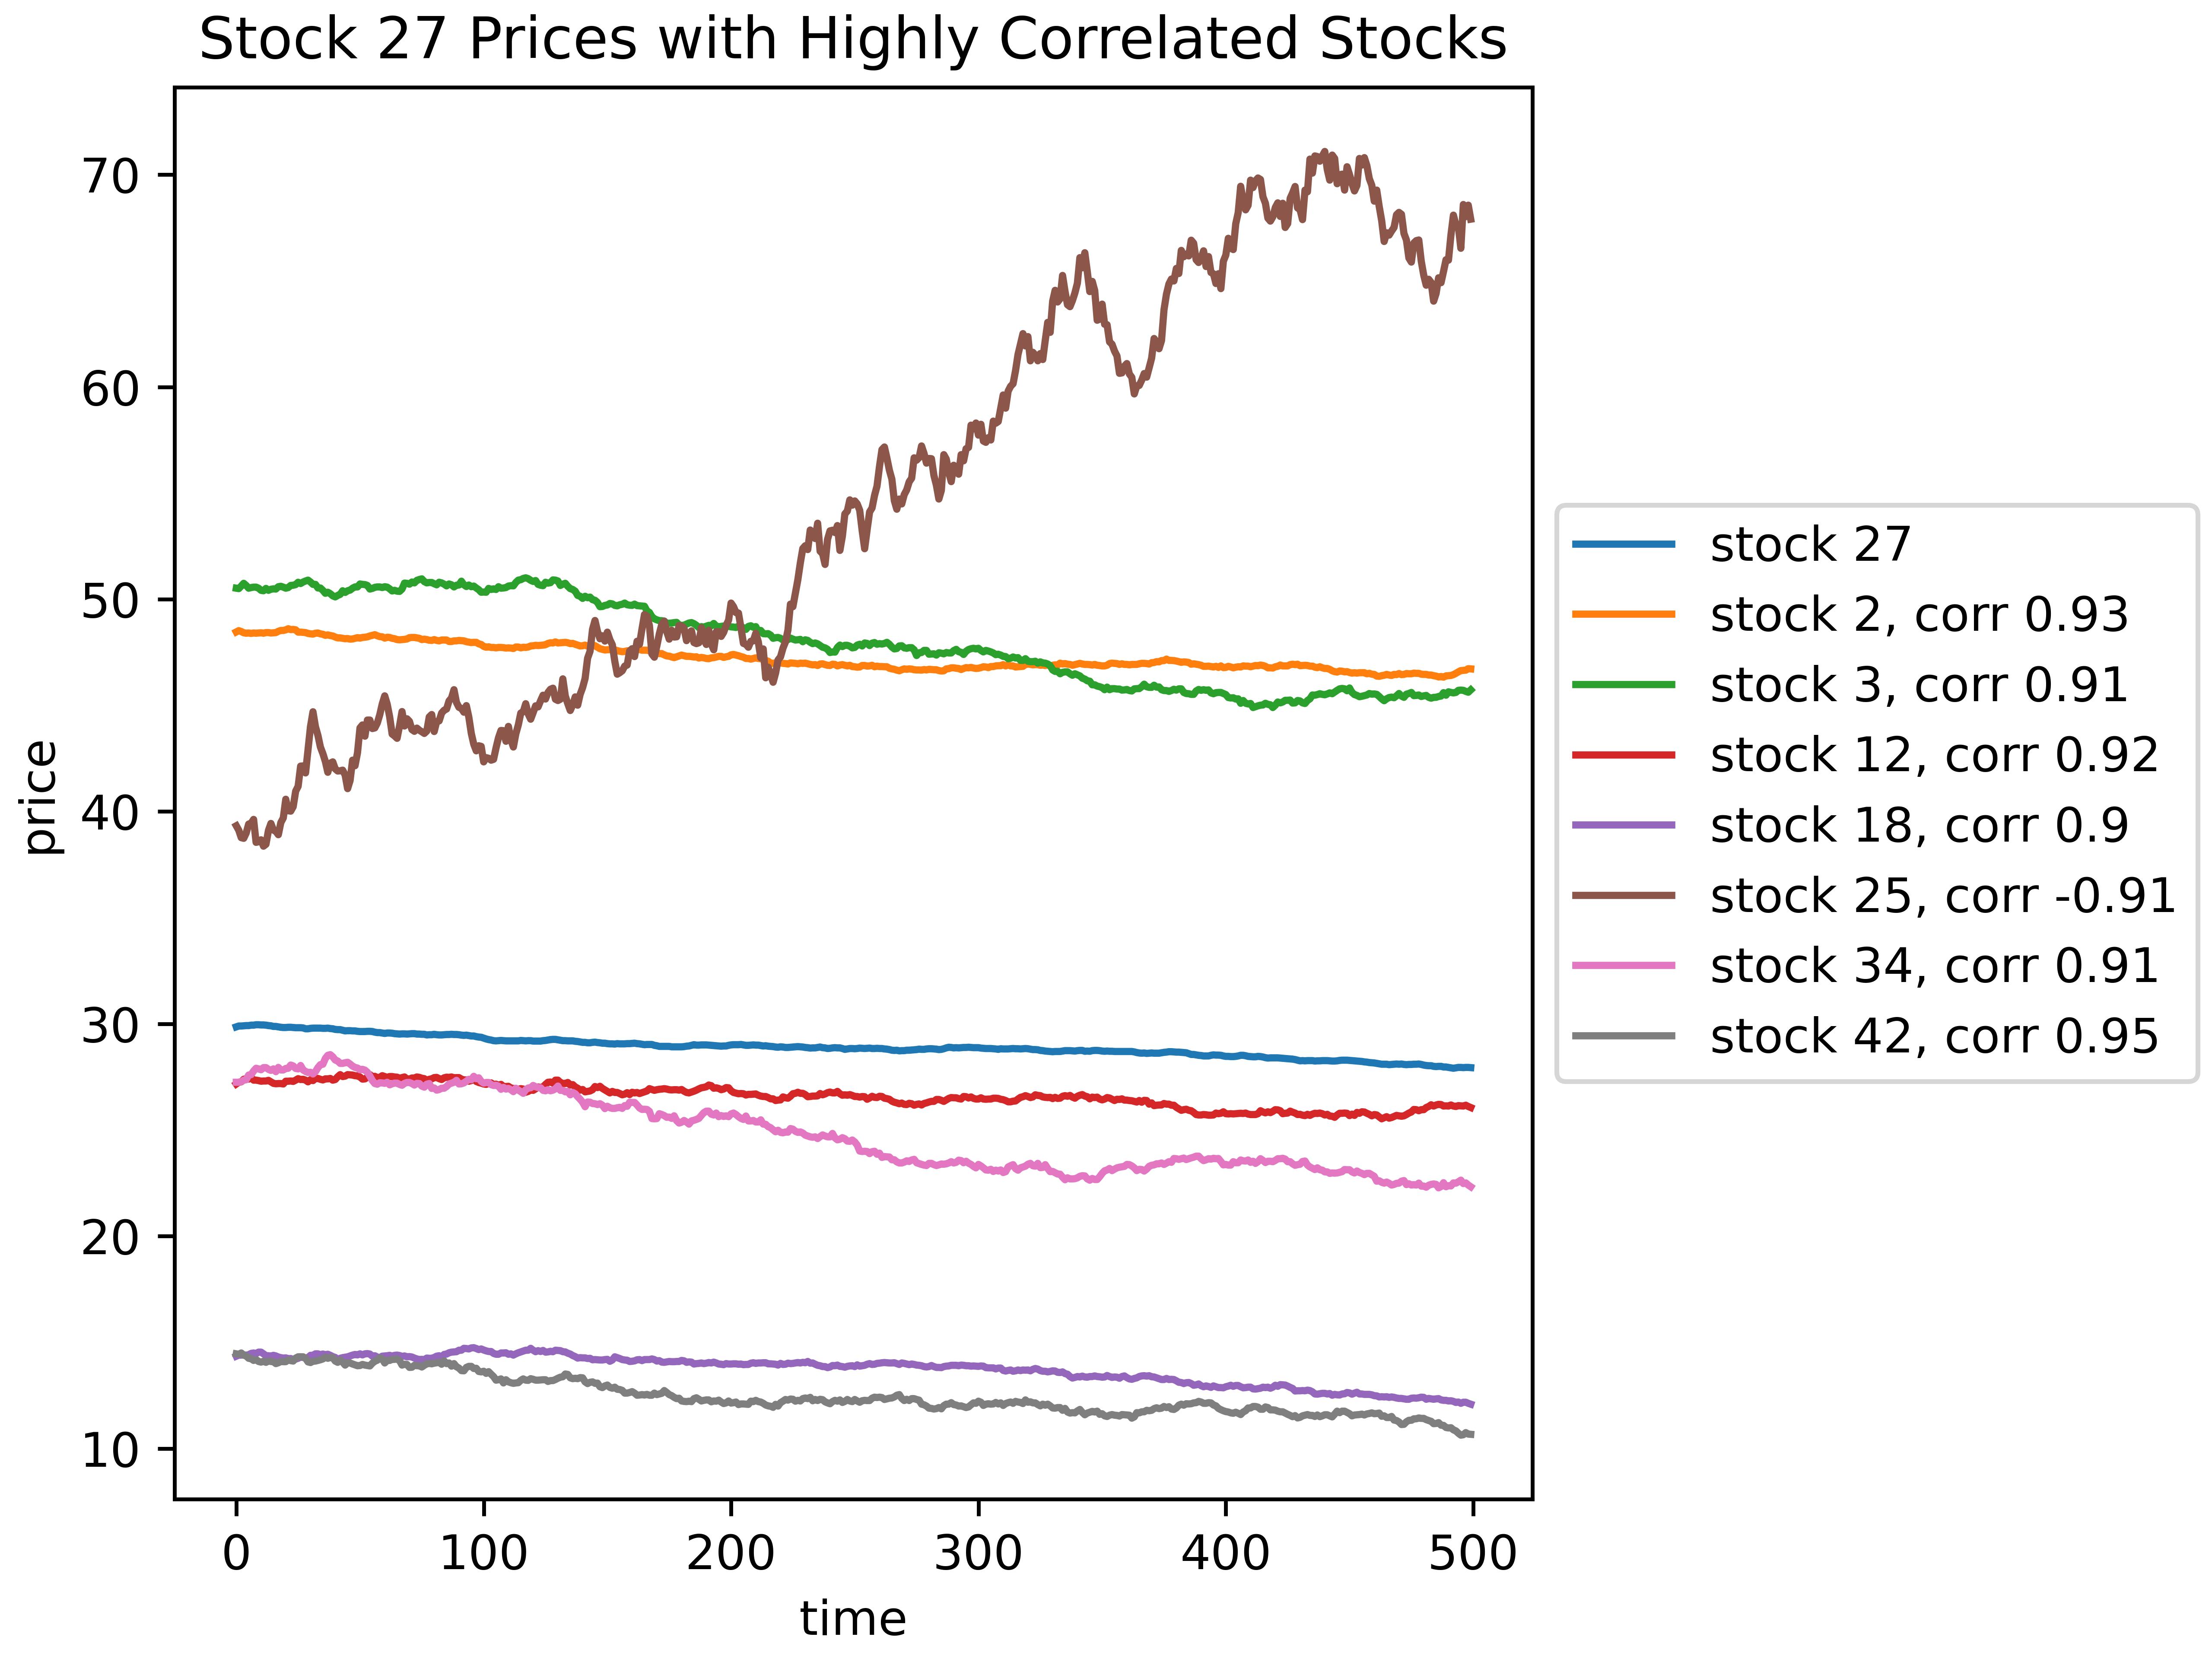 Stock 27 Prices with Highly Correlated Stocks
price
70
60
50
40
30
20
10
0 100 200 300 400 500
time
stock 27
stock 2, corr 0.93
stock 3, corr 0.91
stock 12, corr 0.92
stock 18, corr 0.9
stock 25, corr -0.91
stock 34, corr 0.91
stock 42, corr 0.95